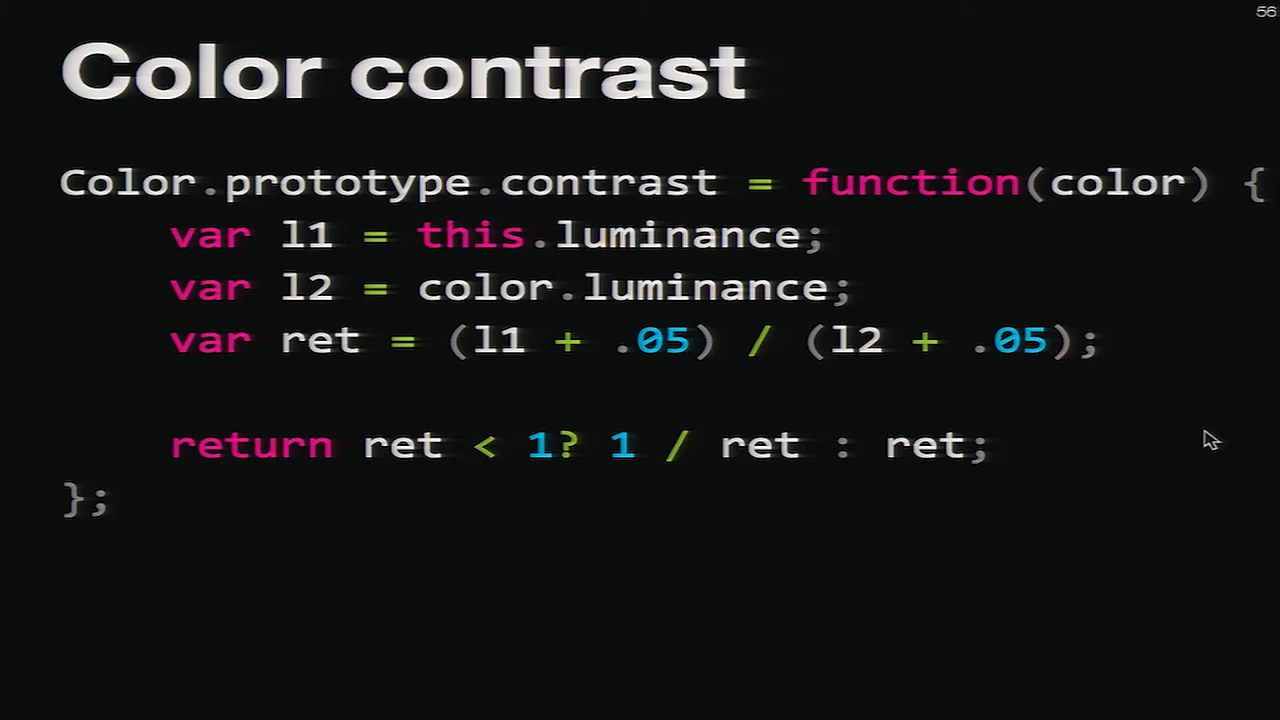 56
Color contrast
Color.prototype.contrast = function(color) {
    var l1 = this.luminance;
    var l2 = color.luminance;
    var ret = (l1 + .05) / (l2 + .05);
    return ret < 1? 1 / ret : ret;
};